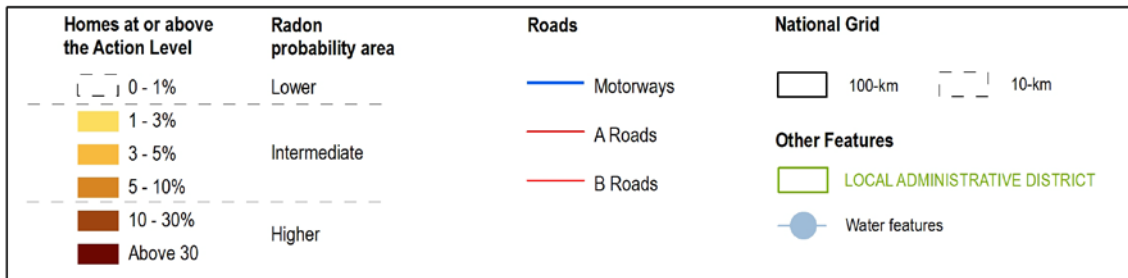 Homes at or above
the Action Level
0 - 1%
1 - 3%
3 - 5%
5 - 10%
10 - 30%
Above 30
Radon
probability area
Lower
Intermediate
Higher
Roads
Motorways
A Roads
B Roads
National Grid
100-km
10-km
Other Features
LOCAL ADMINISTRATIVE DISTRICT
Water features